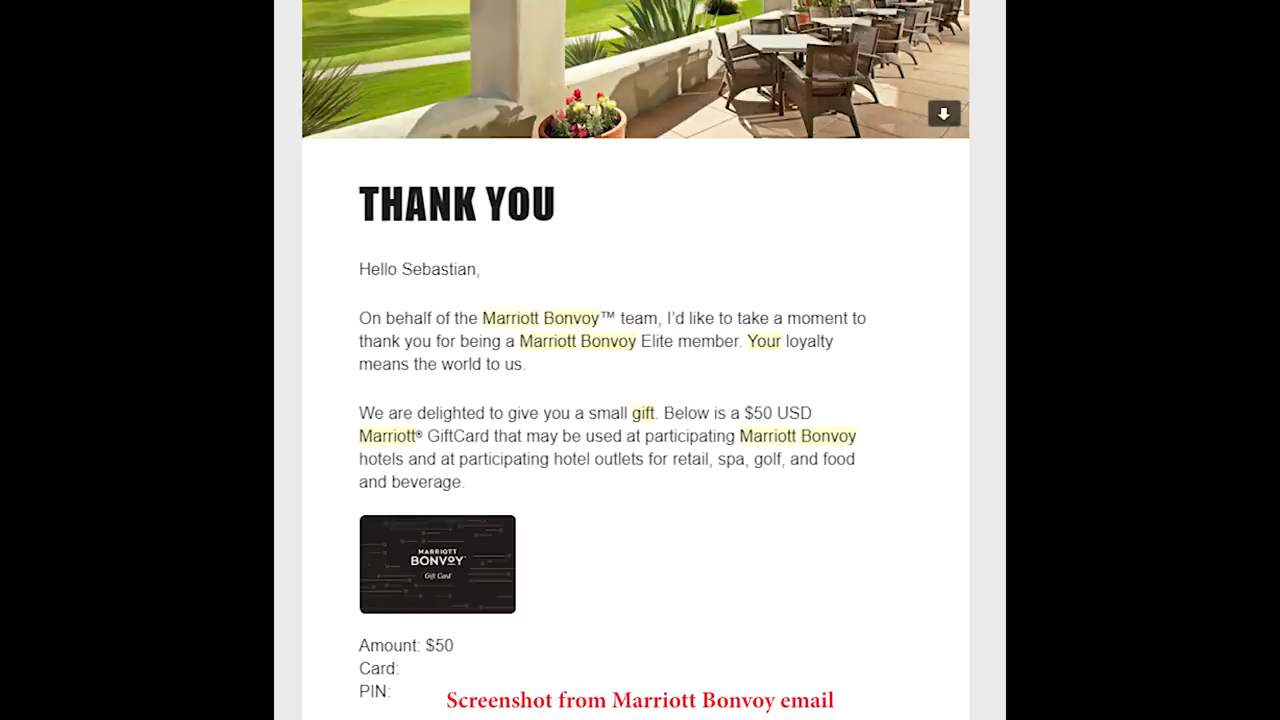 THANK YOU
Hello Sebastian,
On behalf of the Marriott Bonvoy™ team, I'd like to take a moment to
thank you for being a Marriott Bonvoy Elite member. Your loyalty
means the world to us.
We are delighted to give you a small gift. Below is a $50 USD
Marriott® GiftCard that may be used at participating Marriott Bonvoy
hotels and at participating hotel outlets for retail, spa, golf, and food
and beverage.
MARRIOTT
BONVOY
Gift Card
Amount: $50
Card:
PIN:
Screenshot from Marriott Bonvoy email